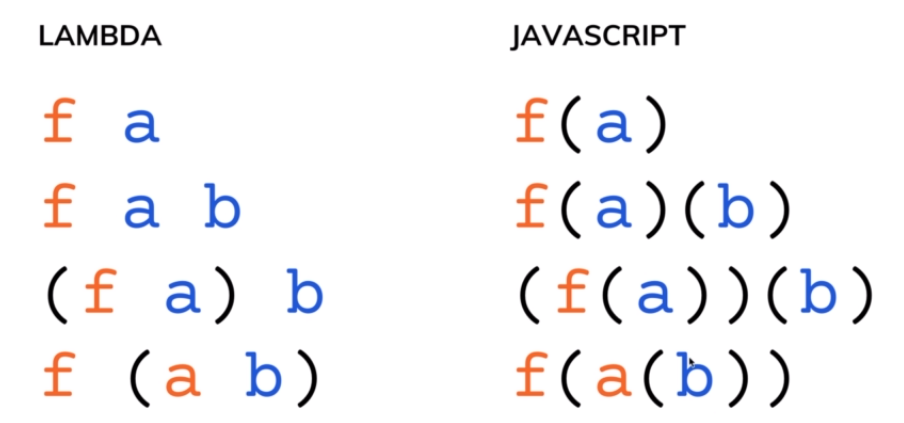 LAMBDA JAVASCRIPT
f a f(a)
f a b f(a)(b)
(f a) b (f(a))(b)
f (a b) f(a(b))